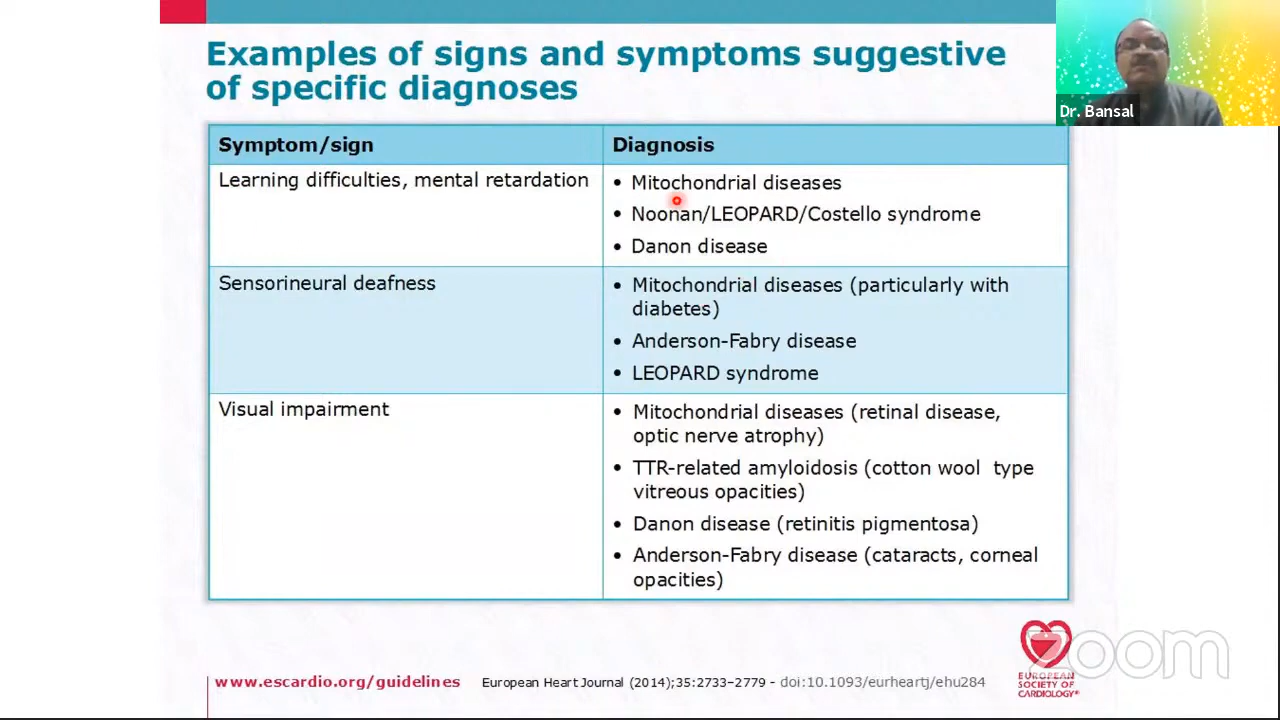 Examples of signs and symptoms suggestive
of specific diagnoses
Dr. Bansal
Symptom/sign
Diagnosis
Learning difficulties, mental retardation
• Mitochondrial diseases
• Noonan/LEOPARD/Costello syndrome
• Danon disease
Sensorineural deafness
• Mitochondrial diseases (particularly with
diabetes)
• Anderson-Fabry disease
• LEOPARD syndrome
Visual impairment
• Mitochondrial diseases (retinal disease,
optic nerve atrophy)
• TTR-related amyloidosis (cotton wool type
vitreous opacities)
• Danon disease (retinitis pigmentosa)
• Anderson-Fabry disease (cataracts, corneal
opacities)
www.escardio.org/guidelines
European Heart Journal (2014);35:2733–2779 - doi:10.1093/eurheartj/ehu284
EUROPEAN
SOCIETY OF
CARDIOLOGY®
zoom